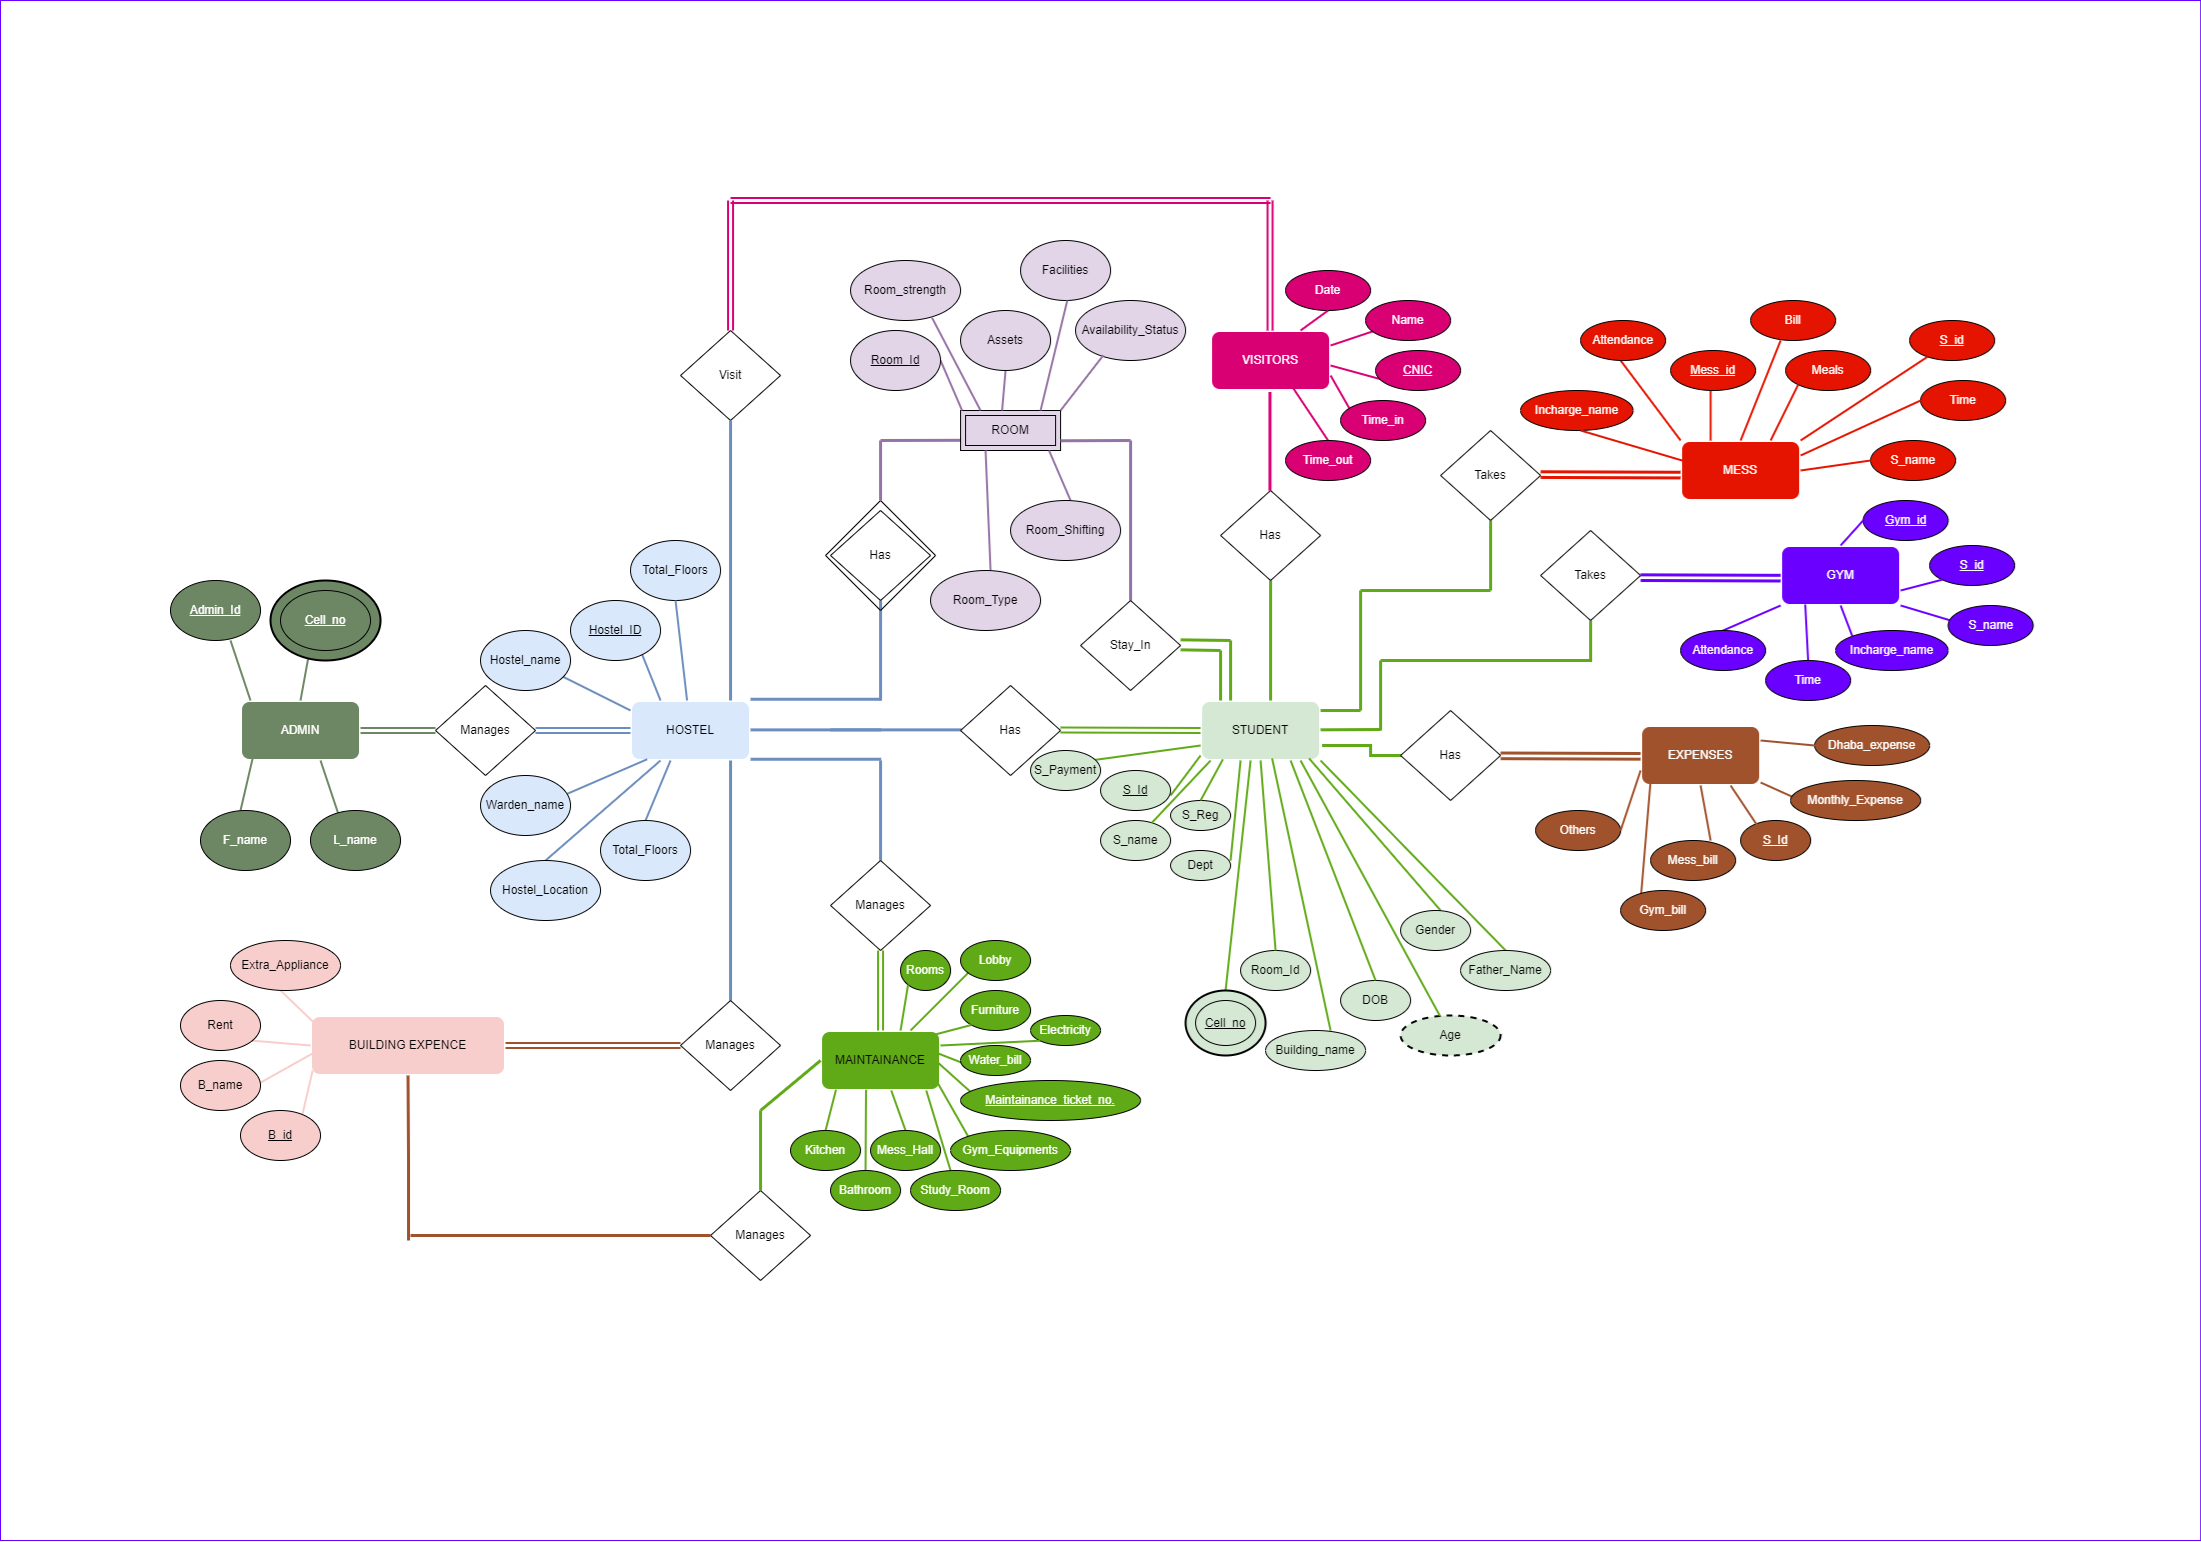 Facilities
Room_strength
Date
Availability_Status
Name
Bill
Assets
Attendance
S_id
Room_Id
VISITORS
CNIC
Mess_id
Meals
Visit
Time
Incharge_name
Time_in
ROOM
Time_out
S_name
MESS
Takes
Gym_id
Room_Shifting
Has
Has
S_id
Total_Floors
Takes
GYM
Room_Type
Admin_Id
Cell_no
Hostel_ID
S_name
Stay_In
Attendance
Incharge_name
Hostel_name
Time
ADMIN
Manages
HOSTEL
Has
STUDENT
Dhaba_expense
Has
EXPENSES
S_Payment
S_Id
Monthly_Expense
Warden_name
S_Reg
Others
F_name
L_name
S_name
S_Id
Total_Floors
Mess_bill
Dept
Hostel_Location
Manages
Gym_bill
Gender
Lobby
Extra_Appliance
Rooms
Room_Id
Father_Name
DOB
Furniture
Rent
Cell_no
Electricity
Age
BUILDING EXPENCE
Manages
Building_name
MAINTAINANCE
Water_bill
B_name
Maintainance_ticket_no.
B_id
Kitchen
Mess_Hall
Gym_Equipments
Bathroom
Study_Room
Manages